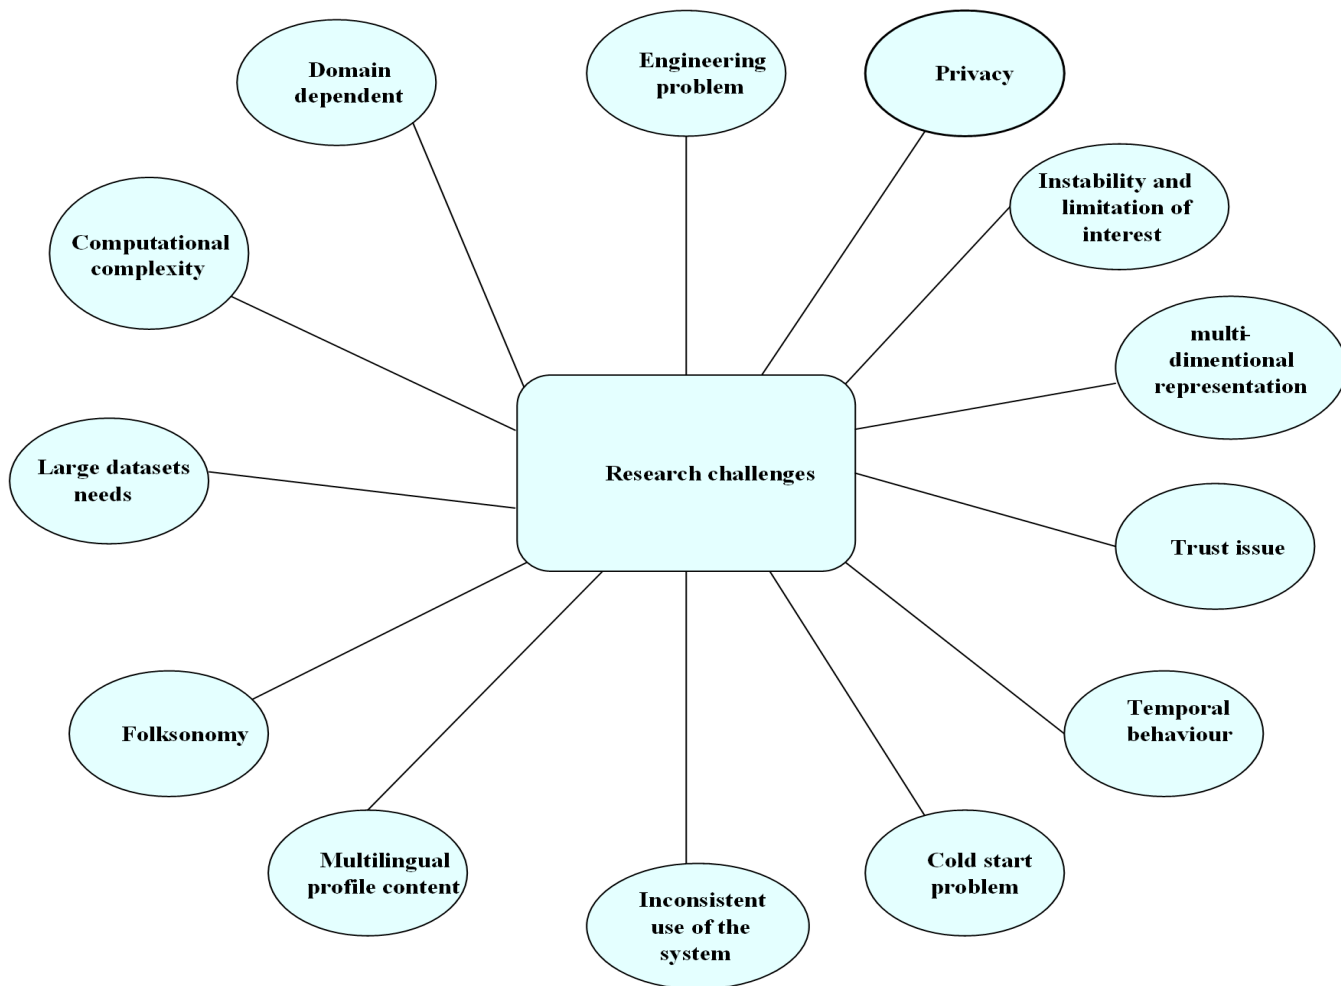 Domain
dependent
Engineering
problem
Privacy
Instability and
limitation of
interest
Computational
complexity
multi-
dimentional
representation
Large datasets
needs
Research challenges
Trust issue
Folksonomy
Temporal
behaviour
Multilingual
profile content
Inconsistent
use of the
system
Cold start
problem